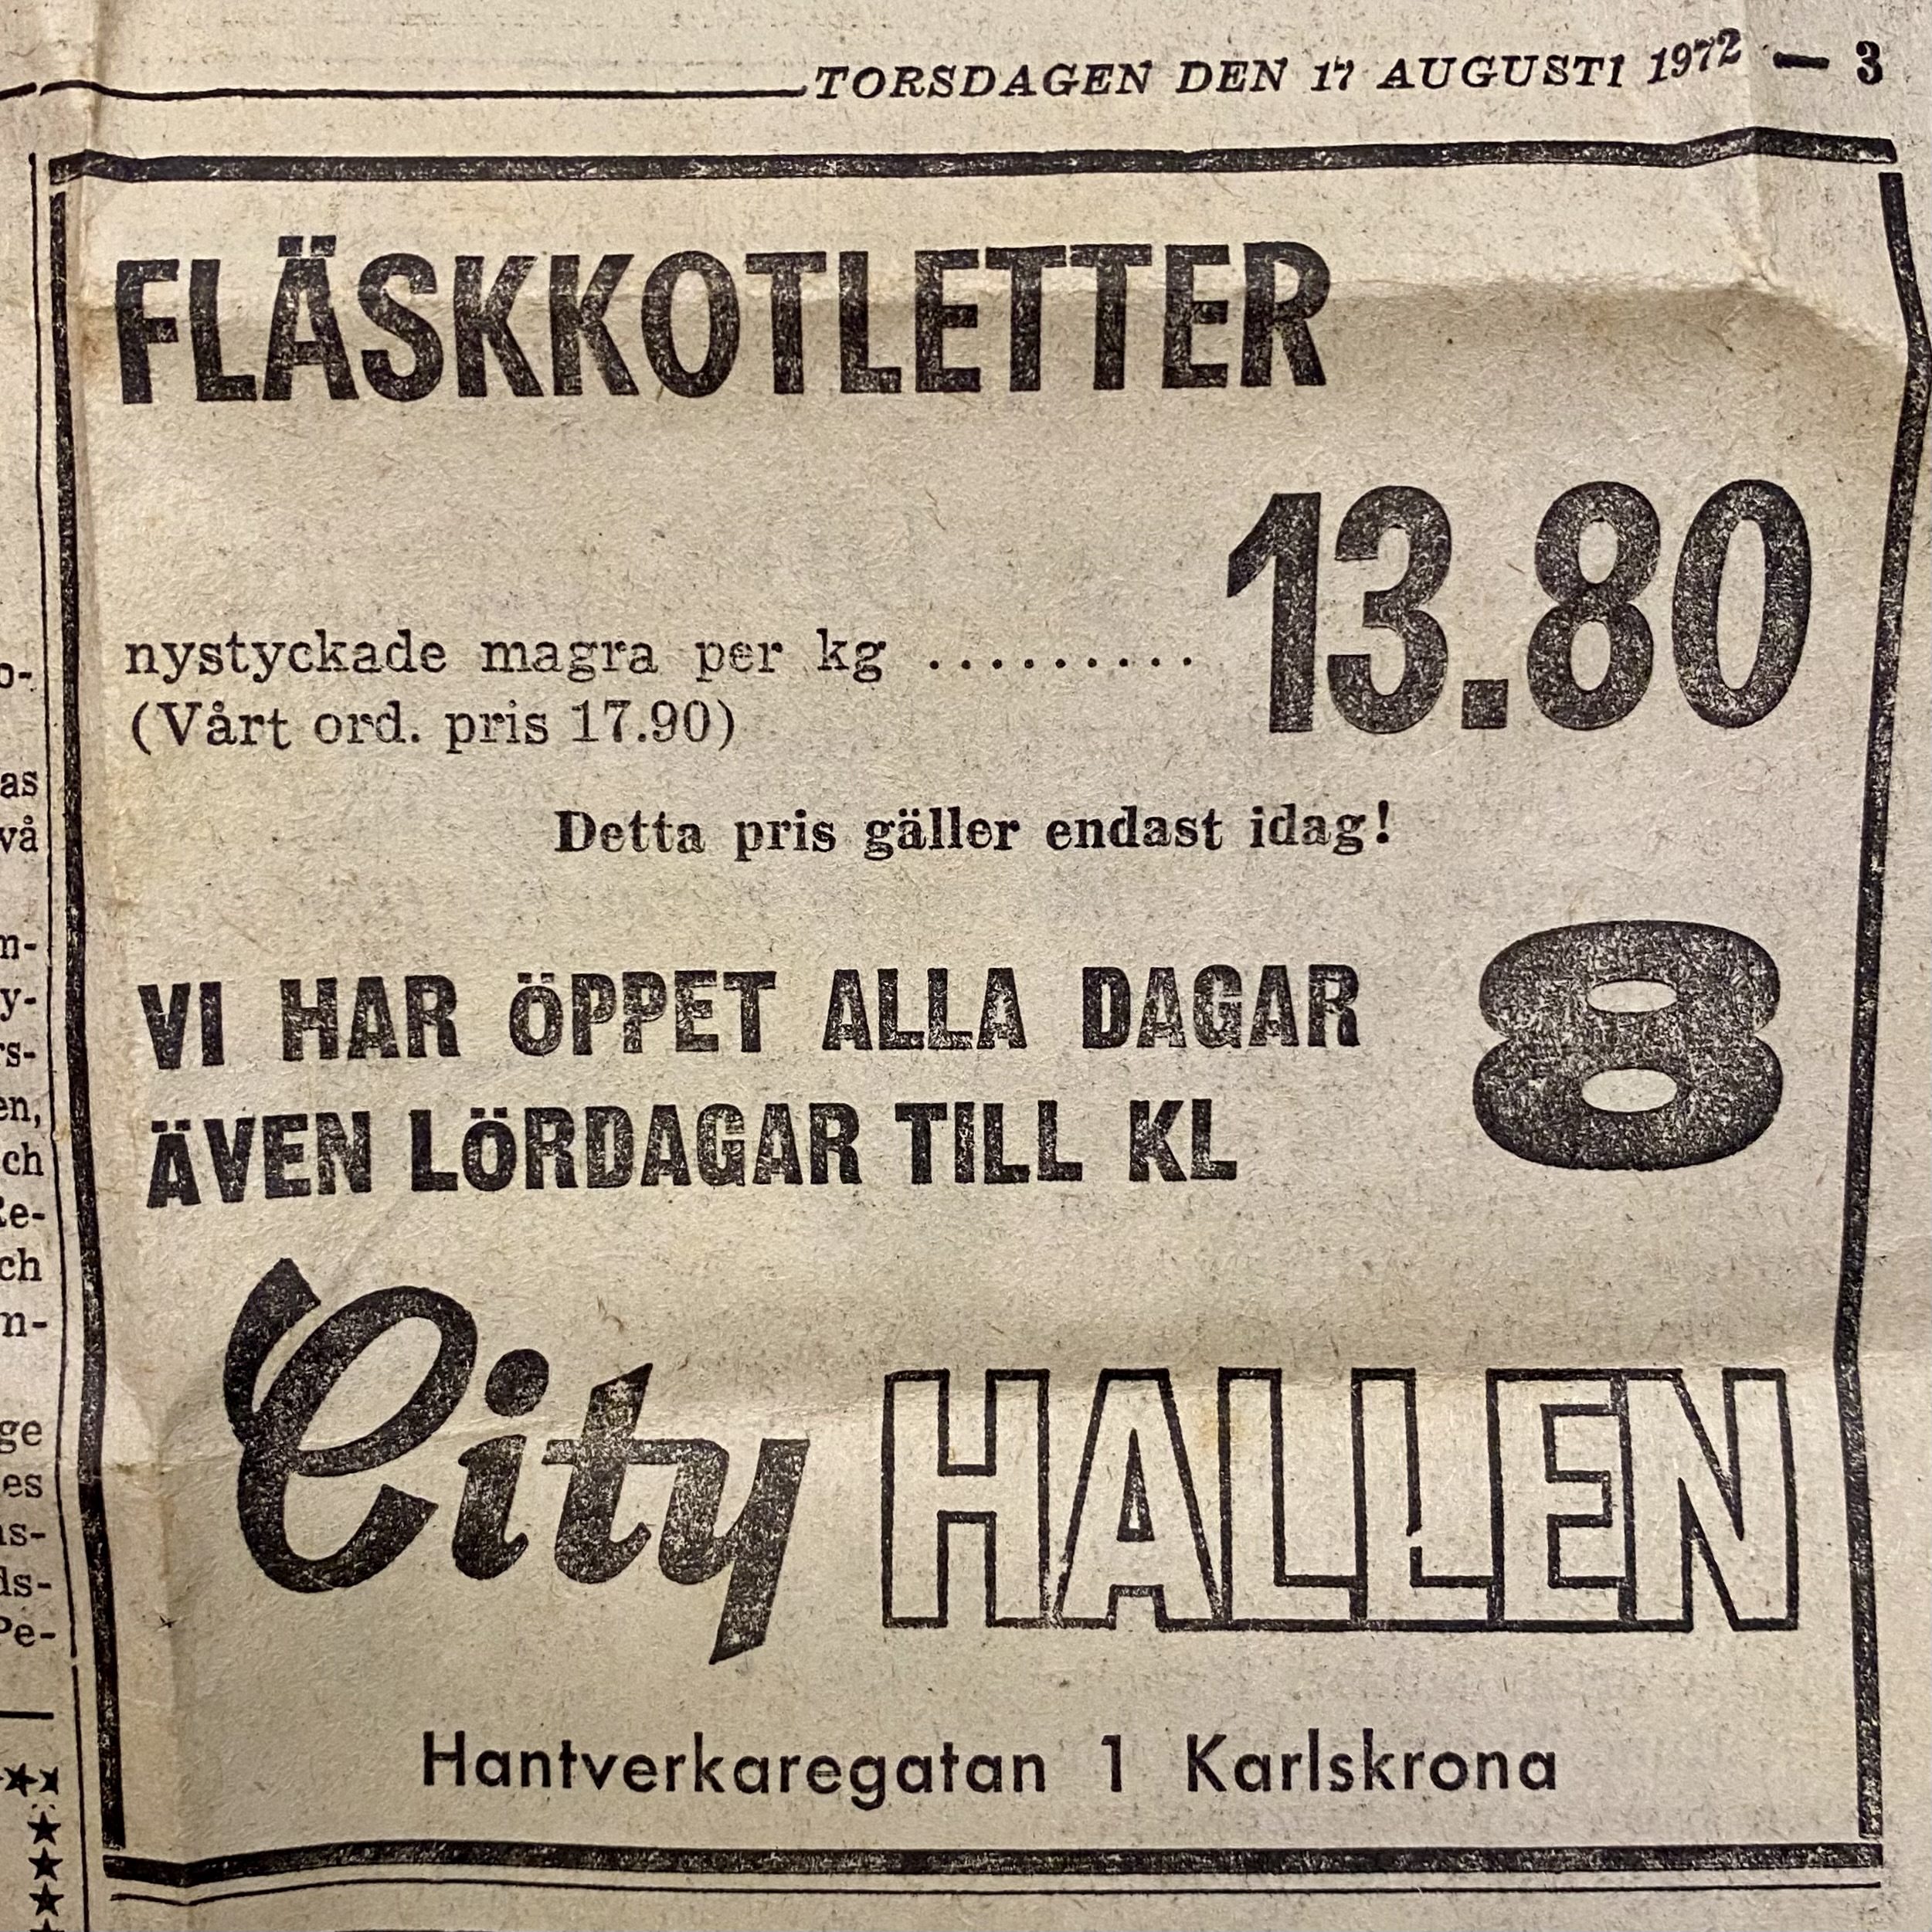 TORSDAGEN DEN 17 AUGUSTI 1972 — 3
FLÄSKKOTLETTER
13.80
nystyckade magra per kg .........
(Vårt ord. pris 17.90)
Detta pris gäller endast idag!
VI HAR ÖPPET ALLA DAGAR
ÄVEN LÖRDAGAR TILL KL 8
City HALLEN
Hantverkaregatan 1 Karlskrona